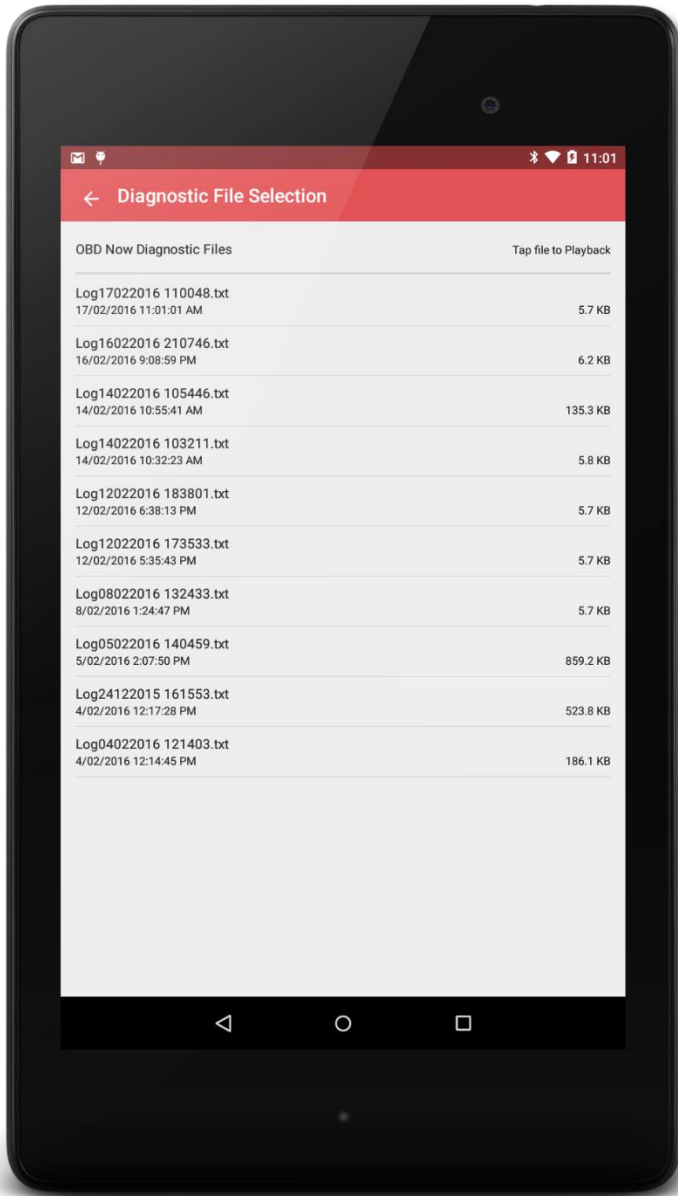 11:01
Diagnostic File Selection
OBD Now Diagnostic Files Tap file to Playback
Log17022016 110048.txt
17/02/2016 11:01:01 AM 5.7 KB
Log16022016 210746.txt
16/02/2016 9:08:59 PM 6.2 KB
Log14022016 105446.txt
14/02/2016 10:55:41 AM 135.3 KB
Log14022016 103211.txt
14/02/2016 10:32:23 AM 5.8 KB
Log12022016 183801.txt
12/02/2016 6:38:13 PM 5.7 KB
Log12022016 173533.txt
12/02/2016 5:35:43 PM 5.7 KB
Log08022016 132433.txt
8/02/2016 1:24:47 PM 5.7 KB
Log05022016 140459.txt
5/02/2016 2:07:50 PM 859.2 KB
Log24122015 161553.txt
4/02/2016 12:17:28 PM 523.8 KB
Log04022016 121403.txt
4/02/2016 12:14:45 PM 186.1 KB